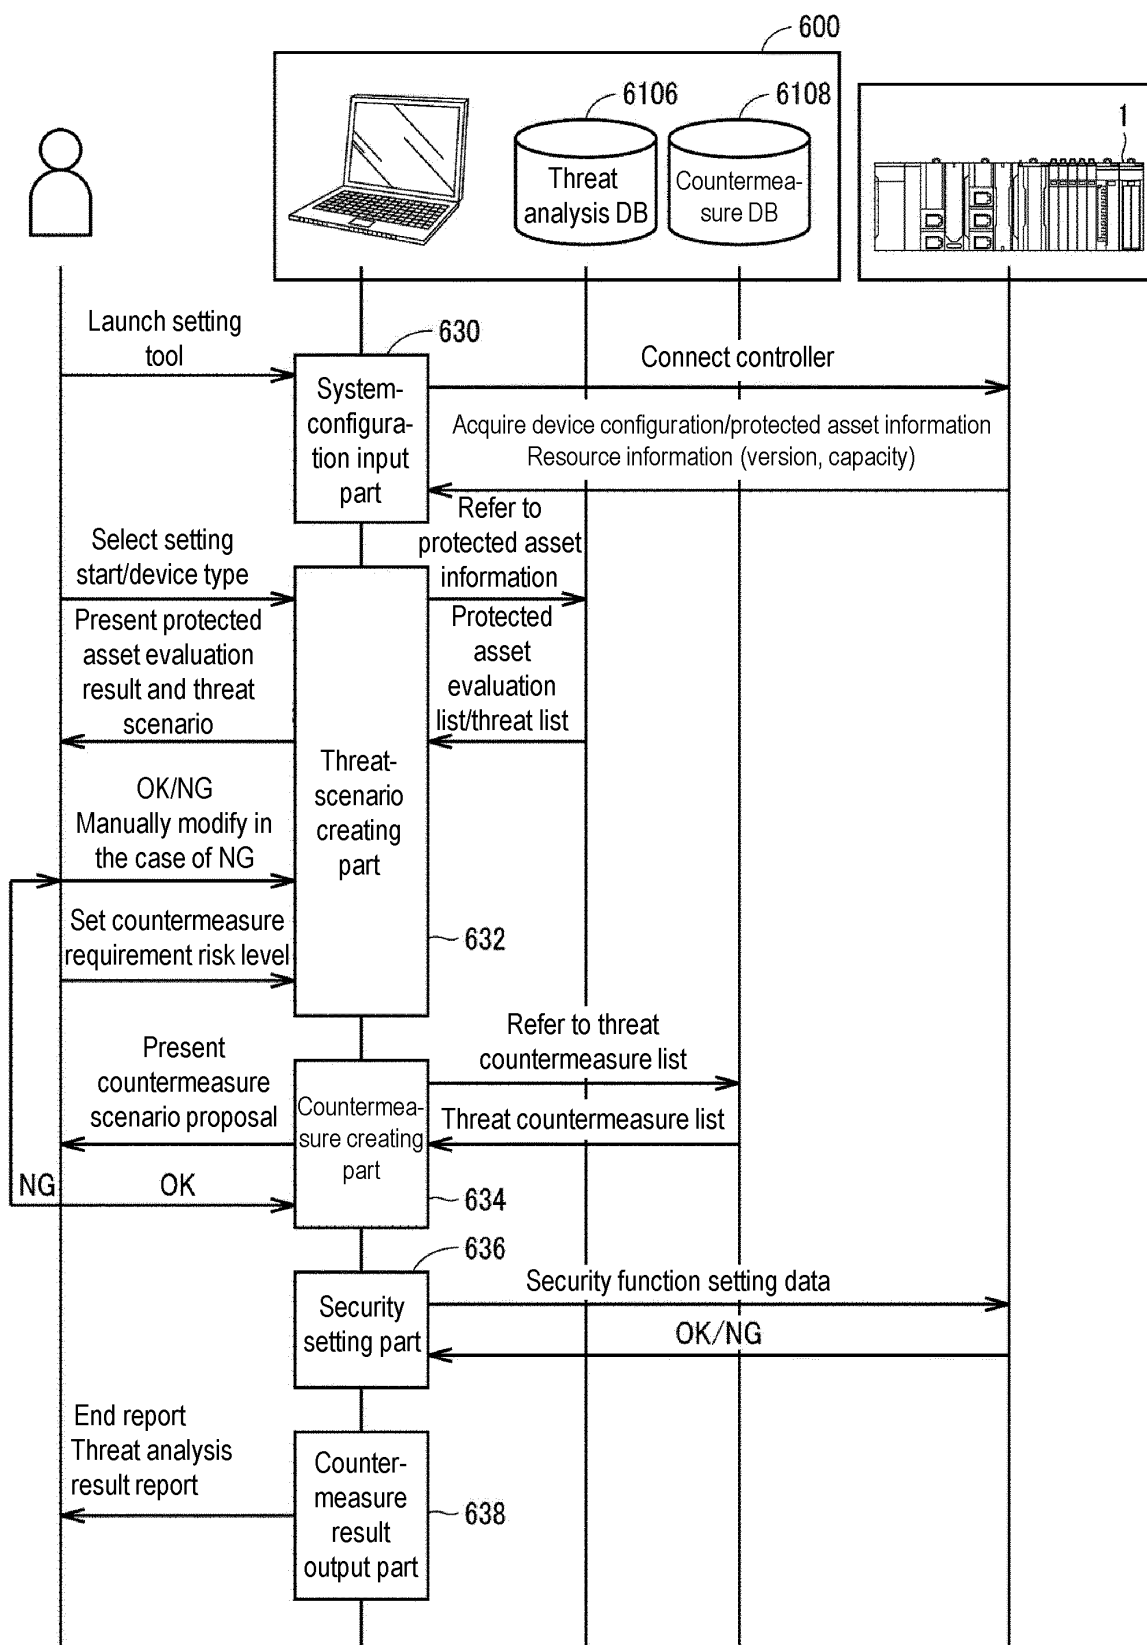 600
6106
6108
1
Threat
analysis DB
Countermea-
sure DB
Launch setting
tool
630
System-
configura-
tion input
part
Connect controller
Acquire device configuration/protected asset information
Resource information (version, capacity)
Select setting
start/device type
Refer to
protected asset
information
Present protected
asset evaluation
result and threat
scenario
Protected
asset
evaluation
list/threat list
Threat-
scenario
creating
part
632
OK/NG
Manually modify in
the case of NG
Set countermeasure
requirement risk level
Refer to threat
countermeasure list
Present
countermeasure
scenario proposal
Countermea-
sure creating
part
634
Threat countermeasure list
NG
OK
636
Security
setting part
Security function setting data
OK/NG
End report
Threat analysis
result report
Counter-
measure
result
output part
638